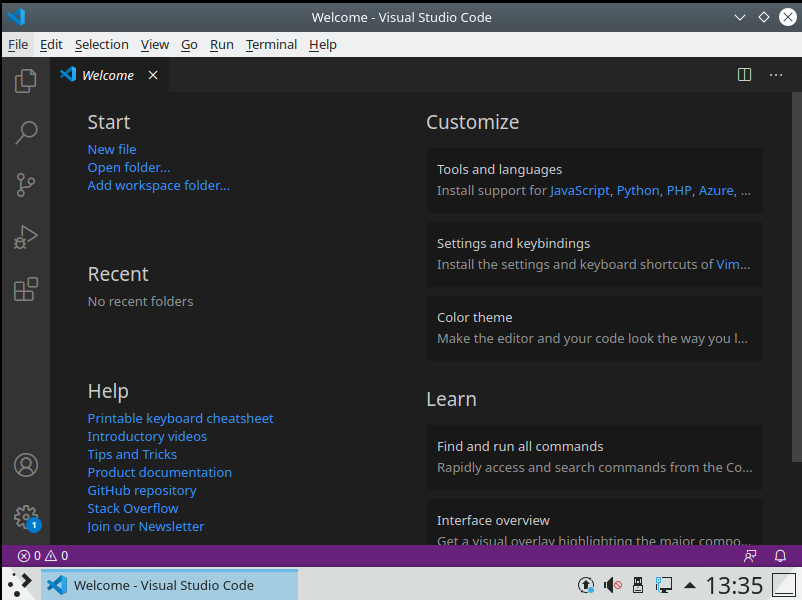 Welcome - Visual Studio Code
File Edit Selection View Go Run Terminal Help
Welcome
Start
New file
Open folder...
Add workspace folder...
Recent
No recent folders
Help
Printable keyboard cheatsheet
Introductory videos
Tips and Tricks
Product documentation
GitHub repository
Stack Overflow
Join our Newsletter
Customize
Tools and languages
Install support for JavaScript, Python, PHP, Azure, ...
Settings and keybindings
Install the settings and keyboard shortcuts of Vim...
Color theme
Make the editor and your code look the way you l...
Learn
Find and run all commands
Rapidly access and search commands from the Co...
Interface overview
Get a visual overlay highlighting the major compo...
1
0 0
Welcome - Visual Studio Code
13:35